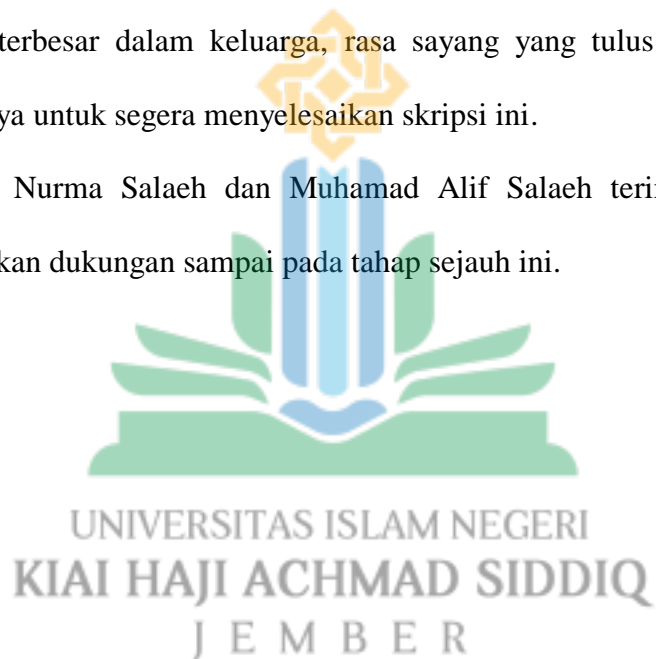 terbesar dalam keluarga, rasa sayang yang tulus
ya untuk segera menyelesaikan skripsi ini.
Nurma Salaeh dan Muhamad Alif Salaeh teri
kan dukungan sampai pada tahap sejauh ini.
UNIVERSITAS ISLAM NEGERI
KIAI HAJI ACHMAD SIDDIQ
JEMBER